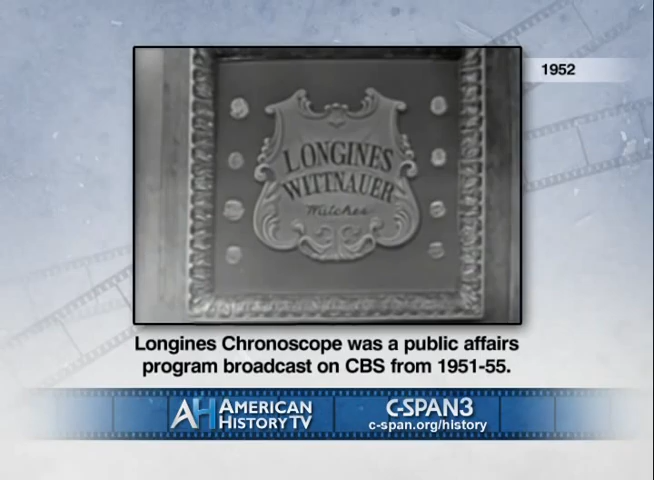 1952
LONGINES
WITTNAUER
Watches
Longines Chronoscope was a public affairs
program broadcast on CBS from 1951-55.
AH AMERICAN
HISTORY TV
C-SPAN3
c-span.org/history